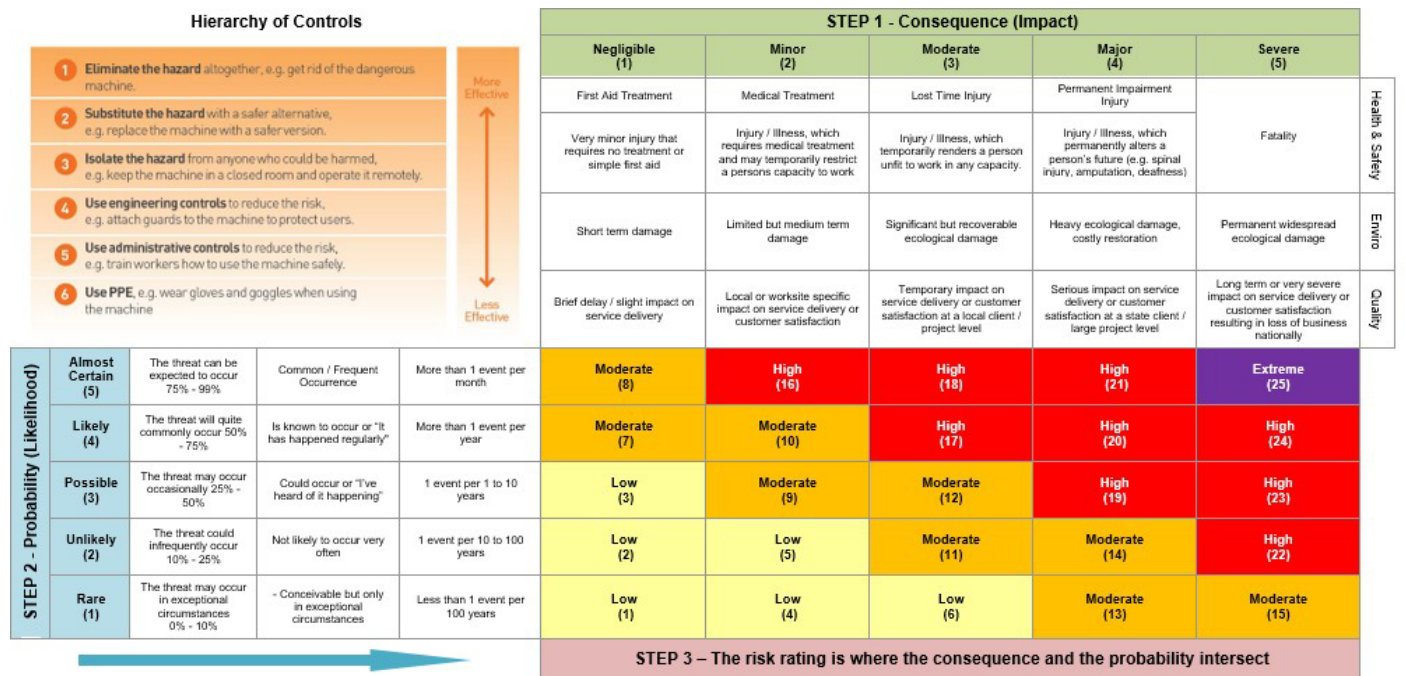 Hierarchy of Controls
1 Eliminate the hazard altogether, e.g. get rid of the dangerous
machine.
2 Substitute the hazard with a safer alternative,
e.g. replace the machine with a safer version.
3 Isolate the hazard from anyone who could be harmed,
e.g. keep the machine in a closed room and operate it remotely.
4 Use engineering controls to reduce the risk,
e.g. attach guards to the machine to protect users.
5 Use administrative controls to reduce the risk,
e.g. train workers how to use the machine safely.
6 Use PPE, e.g. wear gloves and goggles when using
the machine
More
Effective
Less
Effective
STEP 1 - Consequence (Impact)
Negligible
(1)
Minor
(2)
Moderate
(3)
Major
(4)
Severe
(5)
First Aid Treatment
Medical Treatment
Lost Time Injury
Permanent Impairment
Injury
Very minor injury that
requires no treatment or
simple first aid
Injury / Illness, which
requires medical treatment
and may temporarily restrict
a persons capacity to work
Injury / Illness, which
temporarily renders a person
unfit to work in any capacity.
Injury / Illness, which
permanently alters a
person's future (e.g. spinal
injury, amputation, deafness)
Fatality
Health & Safety
Short term damage
Limited but medium term
damage
Significant but recoverable
ecological damage
Heavy ecological damage,
costly restoration
Permanent widespread
ecological damage
Enviro
Brief delay / slight impact on
service delivery
Local or worksite specific
impact on service delivery or
customer satisfaction
Temporary impact on
service delivery or customer
satisfaction at a local client /
project level
Serious impact on service
delivery or customer
satisfaction at a state client /
large project level
Long term or very severe
impact on service delivery or
customer satisfaction
resulting in loss of business
nationally
Quality
STEP 2 - Probability (Likelihood)
Almost
Certain
(5)
The threat can be
expected to occur
75% - 99%
Common / Frequent
Occurrence
More than 1 event per
month
Moderate
(8)
High
(16)
High
(18)
High
(21)
Extreme
(25)
Likely
(4)
The threat will quite
commonly occur 50%
- 75%
Is known to occur or "It
has happened regularly"
More than 1 event per
year
Moderate
(7)
Moderate
(10)
High
(17)
High
(20)
High
(24)
Possible
(3)
The threat may occur
occasionally 25% -
50%
Could occur or "I've
heard of it happening"
1 event per 1 to 10
years
Low
(3)
Moderate
(9)
Moderate
(12)
High
(19)
High
(23)
Unlikely
(2)
The threat could
infrequently occur
10% - 25%
Not likely to occur very
often
1 event per 10 to 100
years
Low
(2)
Low
(5)
Moderate
(11)
Moderate
(14)
High
(22)
Rare
(1)
The threat may occur
in exceptional
circumstances
0% - 10%
- Conceivable but only
in exceptional
circumstances
Less than 1 event per
100 years
Low
(1)
Low
(4)
Low
(6)
Moderate
(13)
Moderate
(15)
STEP 3 – The risk rating is where the consequence and the probability intersect